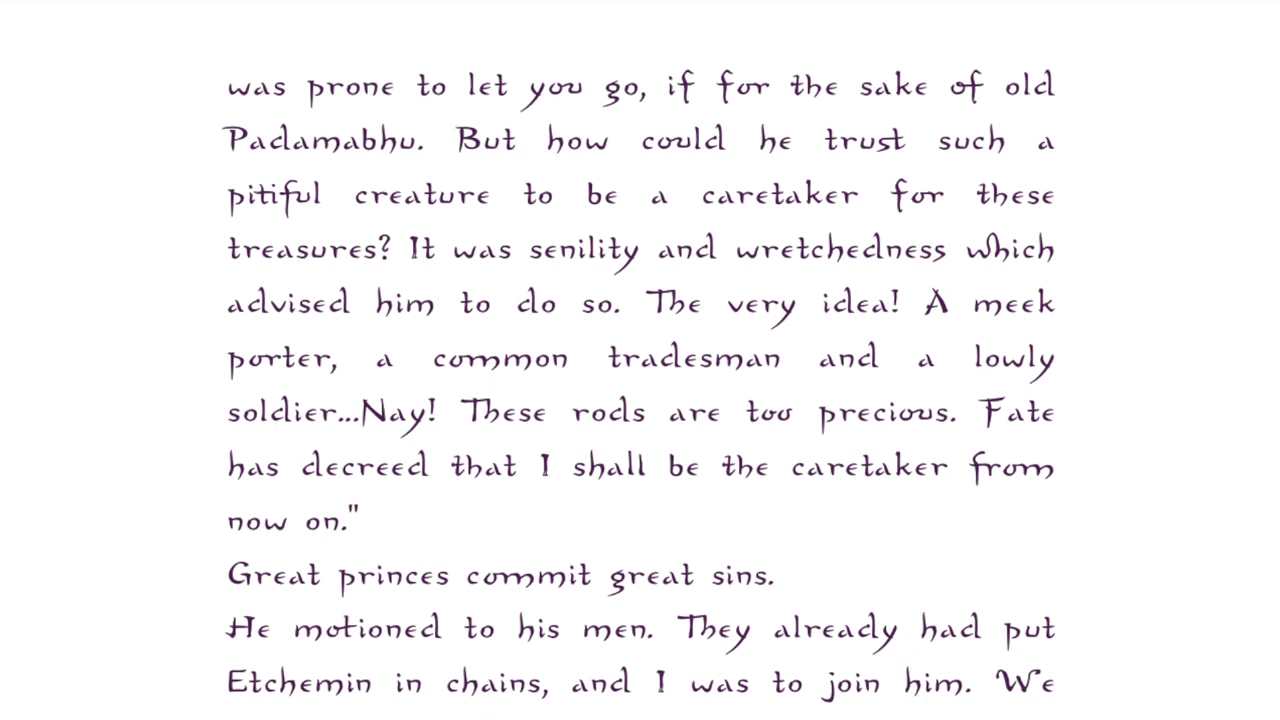 was prone to let you go, if for the sake of old
Padamabhu. But how could he trust such a
pitiful creature to be a caretaker for these
treasures? It was senility and wretchedness which
advised him to do so. The very idea! A meek
porter, a common tradesman and a lowly
soldier...Nay! These rods are too precious. Fate
has decreed that I shall be the caretaker from
now on."
Great princes commit great sins.
He motioned to his men. They already had put
Etchemin in chains, and I was to join him. We